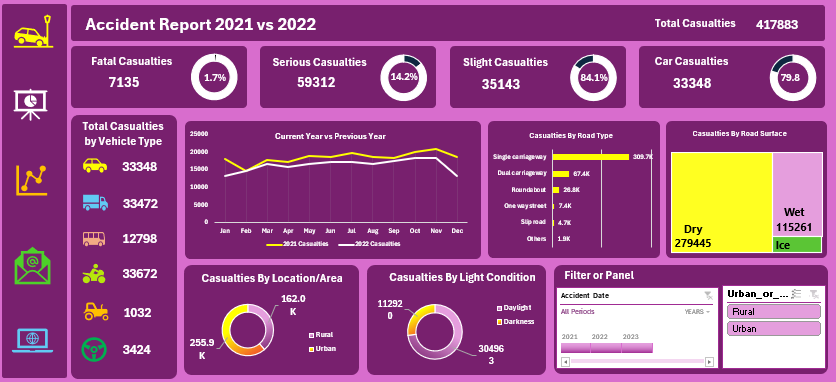 Accident Report 2021 vs 2022
Total Casualties 417883
Fatal Casualties
7135
1.7%
Serious Casualties
59312
14.2%
Slight Casualties
35143
84.1%
Car Casualties
33348
79.8
Total Casualties
by Vehicle Type
33348
33472
12798
33672
1032
3424
Current Year vs Previous Year
25000
20000
15000
10000
5000
0
Jan Feb Mar Apr May Jun Jul Aug Sep Oct Nov Dec
2021 Casualties 2022 Casualties
Casualties By Road Type
Single carriageway 309.7K
Dual carriageway 67.4K
Roundabout 26.8K
One way street 7.4K
Slip road 4.7K
Others 1.9K
Casualties By Road Surface
Dry
279445
Wet
115261
Ice
Casualties By Location/Area
162.0
K
255.9
K
Rural
Urban
Casualties By Light Condition
11292
0
30496
3
Daylight
Darkness
Filter or Panel
Accident Date
All Periods YEARS
2021 2022 2023
Urban_or_...
Rural
Urban